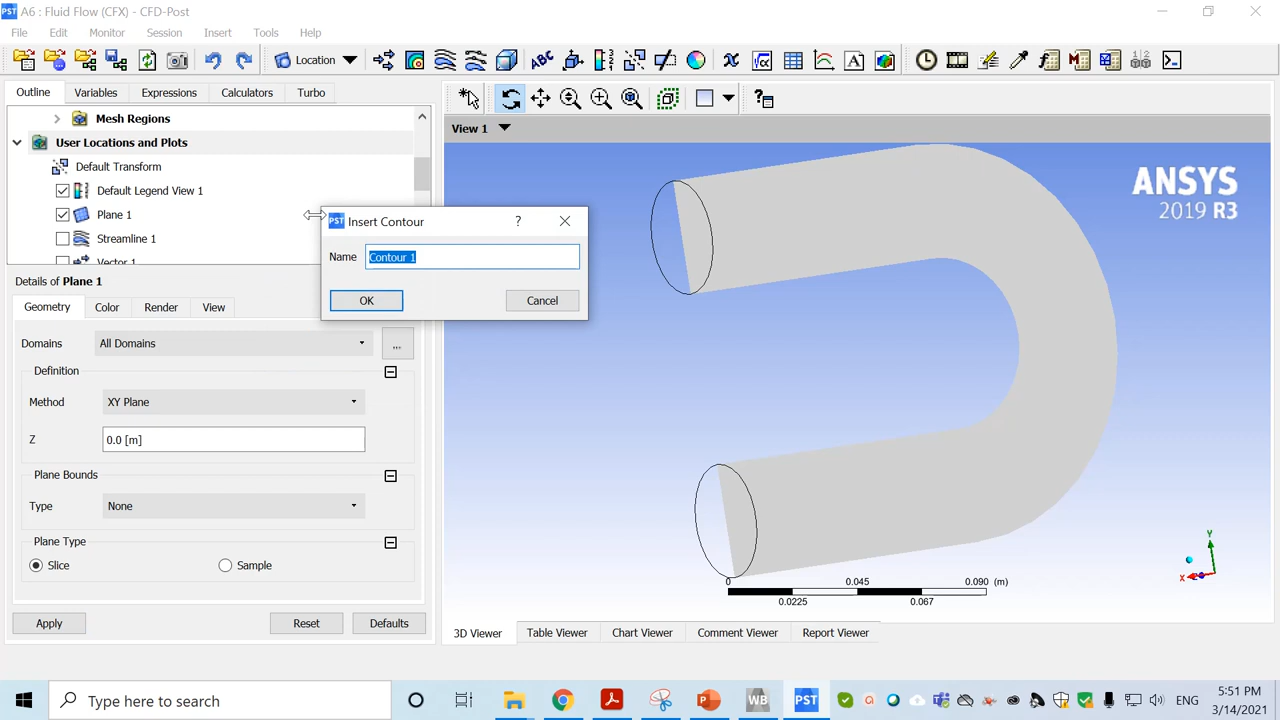 A6 : Fluid Flow (CFX) - CFD-Post
File Edit Monitor Session Insert Tools Help
Location
Outline Variables Expressions Calculators Turbo
Mesh Regions
User Locations and Plots
Default Transform
Default Legend View 1
Plane 1
Streamline 1
Vector 1
Details of Plane 1
Geometry Color Render View
Domains All Domains ...
Definition
Method XY Plane
Z 0.0 [m]
Plane Bounds
Type None
Plane Type
Slice Sample
Apply Reset Defaults
PST Insert Contour ?
Name Contour 1
OK Cancel
View 1
ANSYS
2019 R3
Y
X
0 0.045 0.090 (m)
0.0225 0.067
3D Viewer Table Viewer Chart Viewer Comment Viewer Report Viewer
Type here to search
WB PST
ENG
5:51 PM
3/14/2021